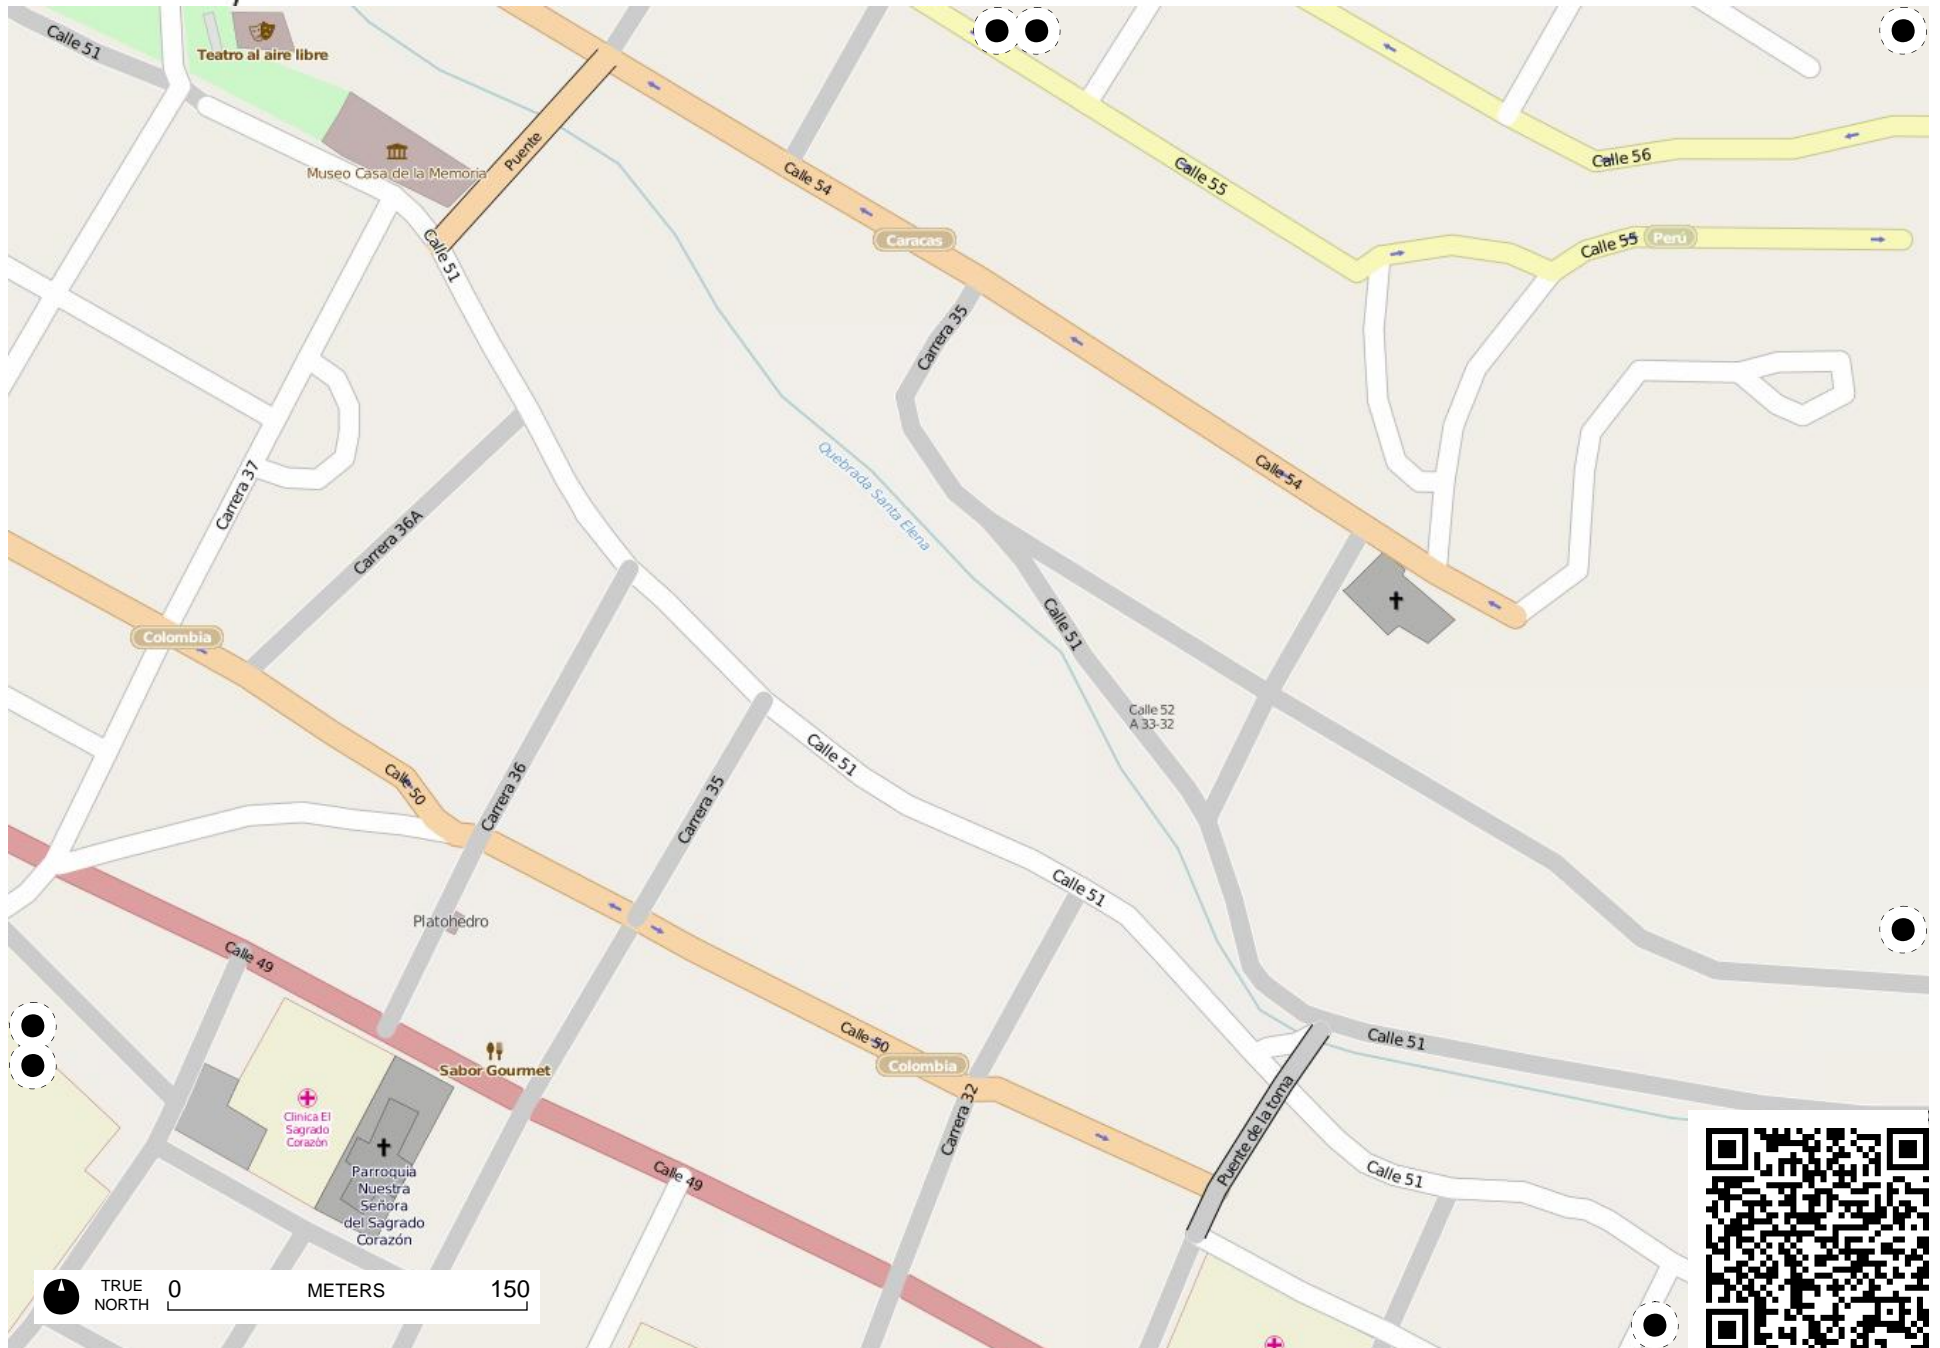 Calle 51
Teatro al aire libre
Museo Casa de la Memoria
Puente
Calle 51
Calle 54
Caracas
Calle 55
Calle 56
Calle 55
Perú
Carrera 35
Quebrada Santa Elena
Calle 54
Carrera 37
Carrera 36A
Colombia
Calle 51
Calle 52
A 33-32
Calle 50
Carrera 36
Carrera 35
Calle 51
Calle 51
Platohedro
Calle 49
Sabor Gourmet
Calle 50
Colombia
Calle 51
Carrera 32
Puente de la toma
Clinica El
Sagrado
Corazón
Parroquia
Nuestra
Señora
del Sagrado
Corazón
Calle 49
Calle 51
TRUE
NORTH
0 METERS 150